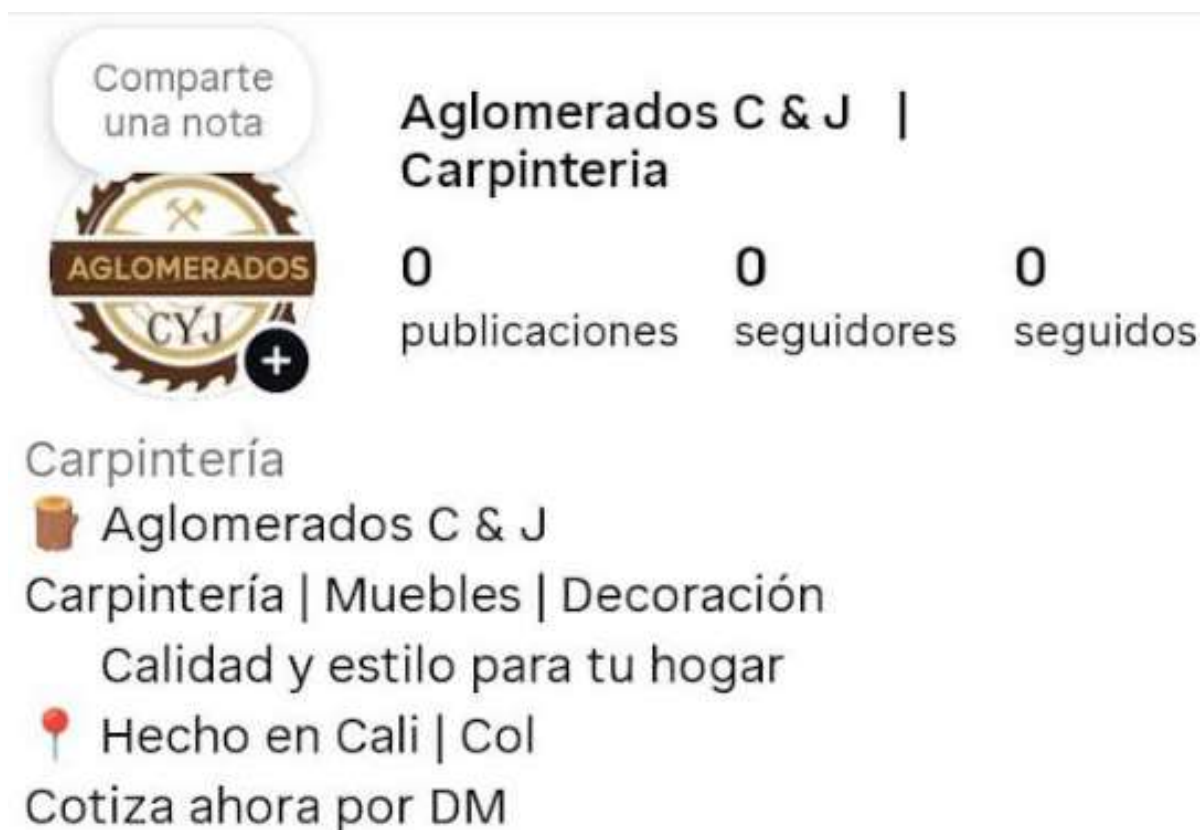 Comparte
una nota
Aglomerados C & J |
Carpinteria
AGLOMERADOS
CYJ
0 0 0
publicaciones seguidores seguidos
Carpintería
Aglomerados C & J
Carpintería | Muebles | Decoración
Calidad y estilo para tu hogar
Hecho en Cali | Col
Cotiza ahora por DM